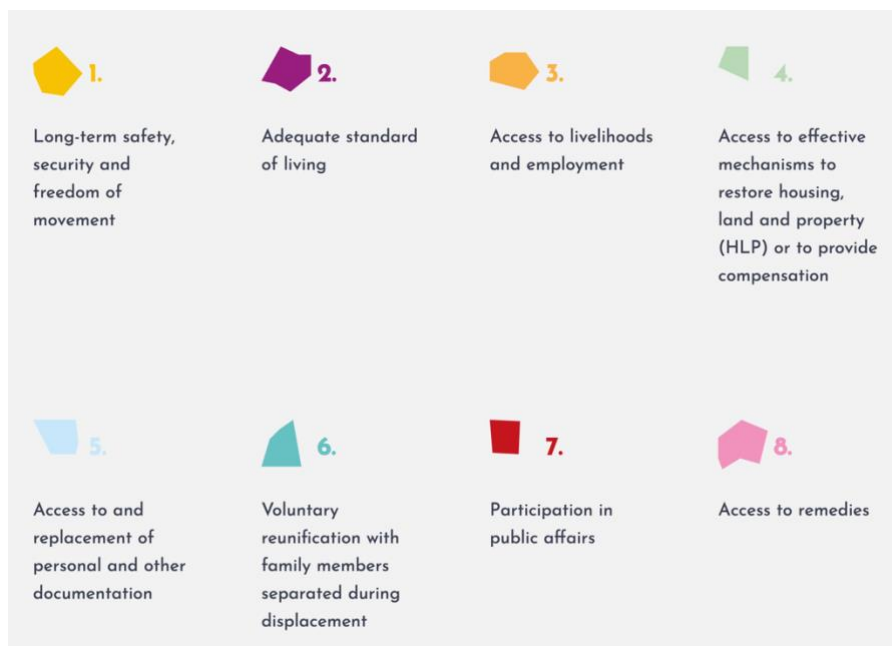 1.
Long-term safety,
security and
freedom of
movement
2.
Adequate standard
of living
3.
Access to livelihoods
and employment
4.
Access to effective
mechanisms to
restore housing,
land and property
(HLP) or to provide
compensation
5.
Access to and
replacement of
personal and other
documentation
6.
Voluntary
reunification with
family members
separated during
displacement
7.
Participation in
public affairs
8.
Access to remedies